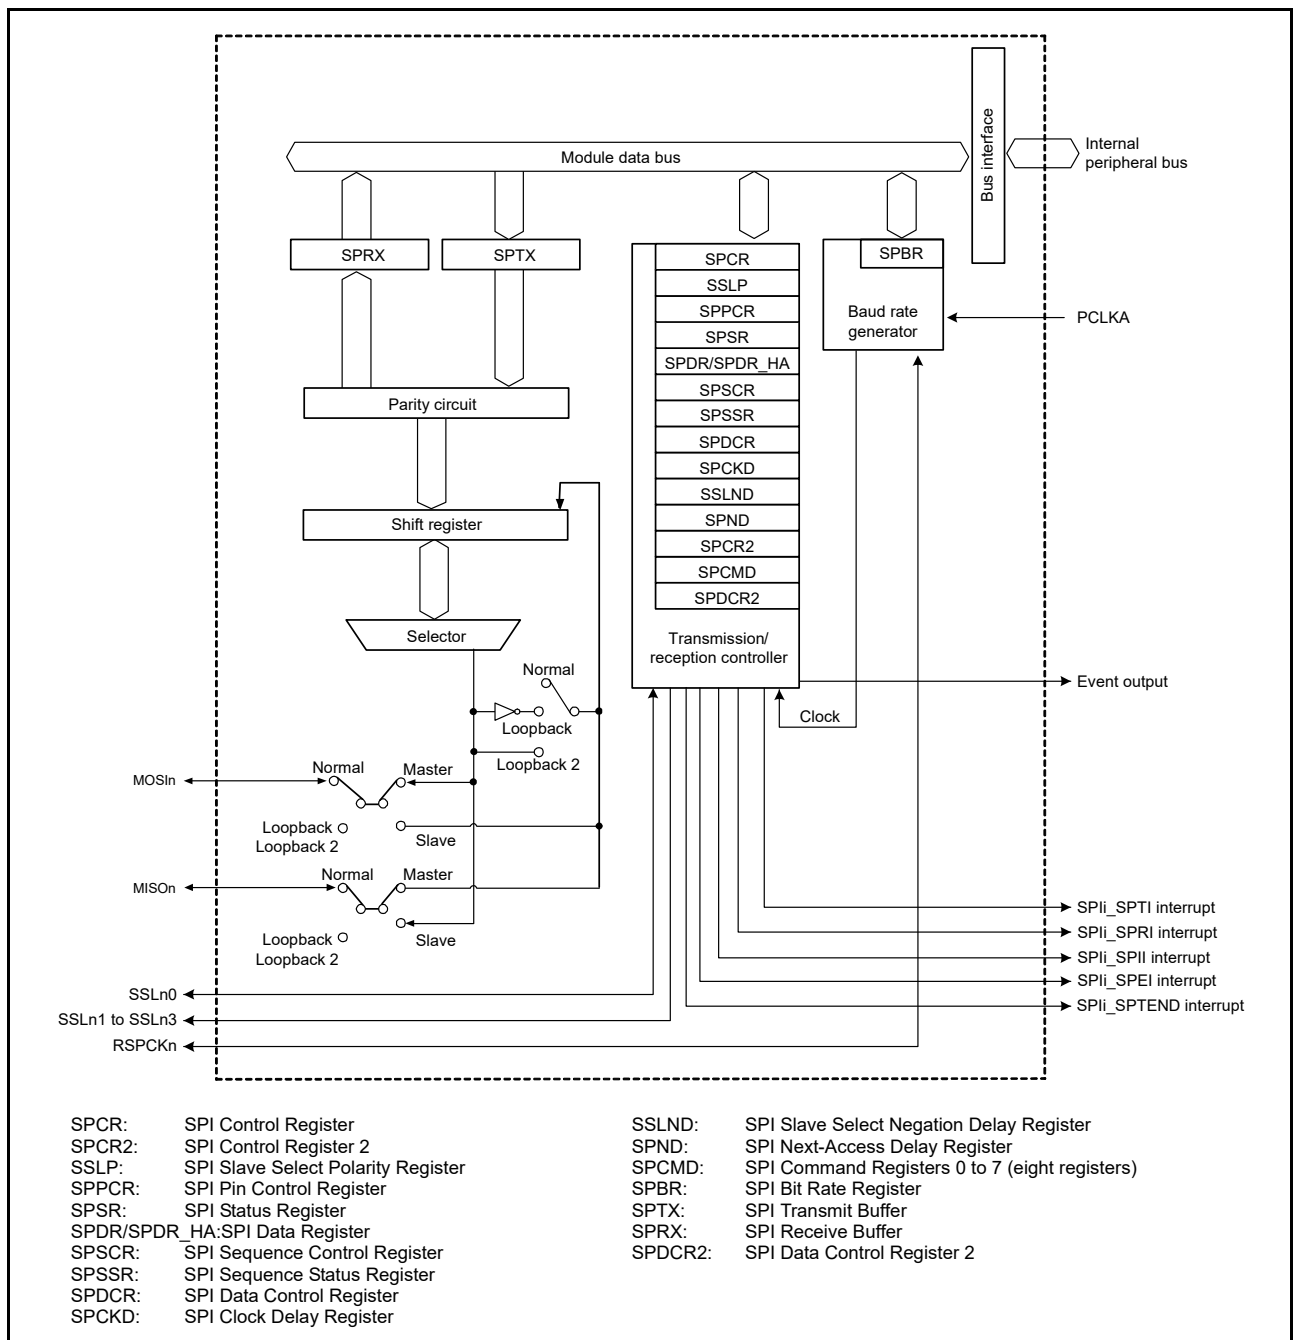 Module data bus
Bus interface
Internal
peripheral bus
SPRX
SPTX
SPCR
SSLP
SPPCR
SPSR
SPDR/SPDR_HA
SPSCR
SPSSR
SPDCR
SPCKD
SSLND
SPND
SPCR2
SPCMD
SPDCR2
Transmission/
reception controller
SPBR
Baud rate
generator
PCLKA
Parity circuit
Shift register
Selector
Normal
Loopback
Loopback 2
Clock
Event output
MOSIn
Normal
Master
Loopback
Loopback 2
Slave
MISOn
Normal
Master
Loopback
Loopback 2
Slave
SSLn0
SSLn1 to SSLn3
RSPCKn
SPIi_SPTI interrupt
SPIi_SPRI interrupt
SPIi_SPII interrupt
SPIi_SPEI interrupt
SPIi_SPTEND interrupt
SPCR: SPI Control Register
SPCR2: SPI Control Register 2
SSLP: SPI Slave Select Polarity Register
SPPCR: SPI Pin Control Register
SPSR: SPI Status Register
SPDR/SPDR_HA:SPI Data Register
SPSCR: SPI Sequence Control Register
SPSSR: SPI Sequence Status Register
SPDCR: SPI Data Control Register
SPCKD: SPI Clock Delay Register
SSLND: SPI Slave Select Negation Delay Register
SPND: SPI Next-Access Delay Register
SPCMD: SPI Command Registers 0 to 7 (eight registers)
SPBR: SPI Bit Rate Register
SPTX: SPI Transmit Buffer
SPRX: SPI Receive Buffer
SPDCR2: SPI Data Control Register 2